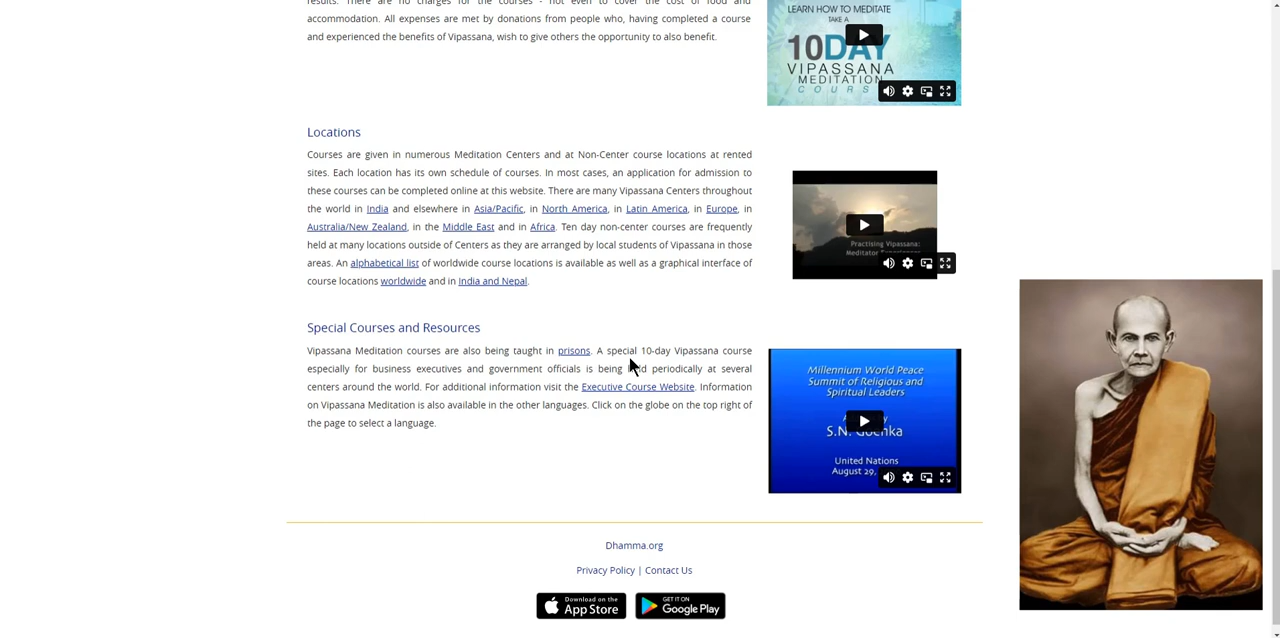 results. There are no charges for the courses - not even to cover the cost of food and
accommodation. All expenses are met by donations from people who, having completed a course
and experienced the benefits of Vipassana, wish to give others the opportunity to also benefit.
LEARN HOW TO MEDITATE
TAKE A
10DAY
VIPASSANA
MEDITATION
COURS
Locations
Courses are given in numerous Meditation Centers and at Non-Center course locations at rented
sites. Each location has its own schedule of courses. In most cases, an application for admission to
these courses can be completed online at this website. There are many Vipassana Centers throughout
the world in India and elsewhere in Asia/Pacific, in North America, in Latin America, in Europe, in
Australia/New Zealand, in the Middle East and in Africa. Ten day non-center courses are frequently
held at many locations outside of Centers as they are arranged by local students of Vipassana in those
areas. An alphabetical list of worldwide course locations is available as well as a graphical interface of
course locations worldwide and in India and Nepal.
Practising Vipassana:
Special Courses and Resources
Vipassana Meditation courses are also being taught in prisons. A special 10-day Vipassana course
especially for business executives and government officials is being held periodically at several
centers around the world. For additional information visit the Executive Course Website. Information
on Vipassana Meditation is also available in the other languages. Click on the globe on the top right of
the page to select a language.
Millennium World Peace
Summit of Religious and
Spiritual Leaders
S.N. Goenka
United Nations
August 29,
Dhamma.org
Privacy Policy | Contact Us
Download on the
App Store
GET IT ON
Google Play